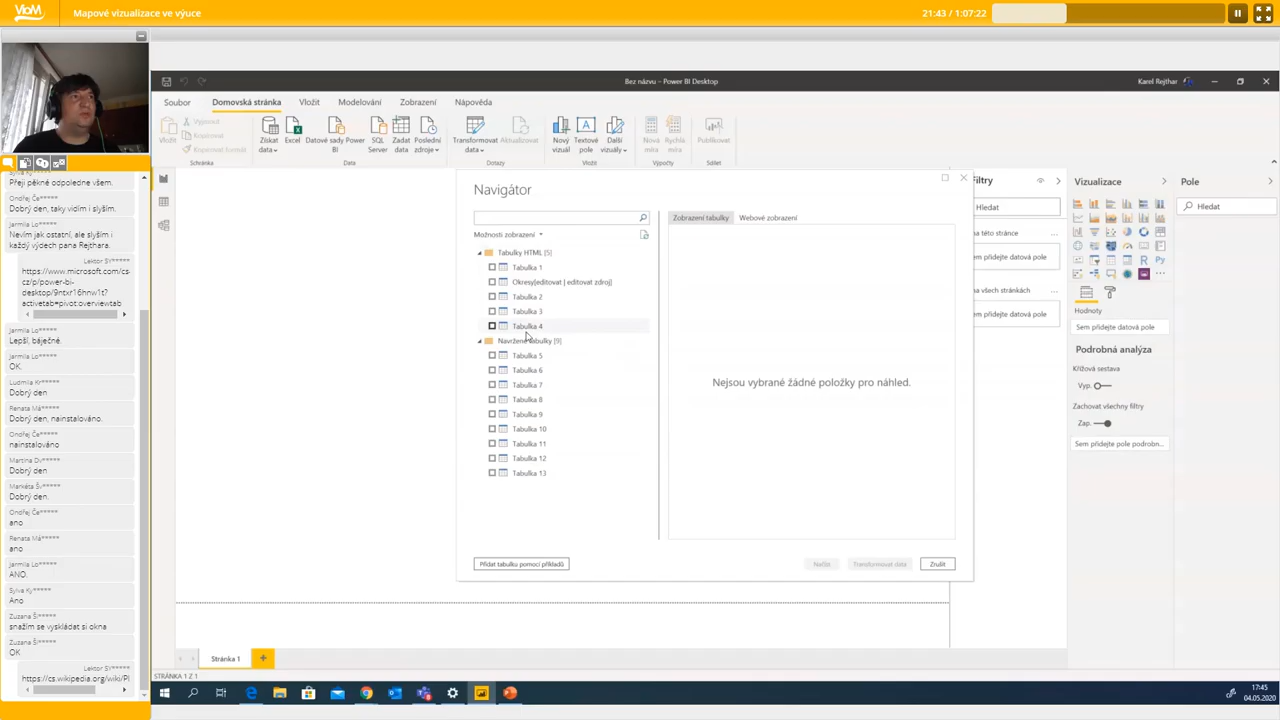 VIOM
Mapové vizualizace ve výuce
21:43 / 1:07:22
Přeji pěkné odpoledne všem.
Ondřej Če*****
Dobrý den, taky vidím i slyším.
Jarmila Lo*****
Nevím jak ostatní, ale slyším i
každý výdech pana Rejthara.
Lektor SY*****
https://www.microsoft.com/cs-
cz/p/power-bi-
desktop/9ntxr16hnw1t?
activetab=pivot:overviewtab
Jarmila Lo*****
Lepší, báječné.
Jarmila Lo*****
OK.
Ludmila Kr*****
Dobrý den
Renata Má*****
Dobrý den, nainstalováno.
Ondřej Če*****
nainstalováno
Martina Dv*****
Dobrý den
Markéta Šv*****
Dobrý den.
Ondřej Če*****
ano
Renata Má*****
ano
Jarmila Lo*****
ANO.
Sylva Ky*****
Ano
Zuzana Ši*****
snažím se vyskládat si okna
Zuzana Ši*****
OK
Lektor SY*****
https://cs.wikipedia.org/wiki/Pl
Bez názvu – Power BI Desktop
Karel Rejthar
Soubor
Domovská stránka
Vložit
Modelování
Zobrazení
Nápověda
Vložit
Vyjmout
Kopírovat
Kopírovat formát
Schránka
Získat
data
Excel
Datové sady Power
BI
SQL
Server
Zadat
data
Poslední
zdroje
Data
Transformovat
data
Aktualizovat
Dotazy
Nový
vizuál
Textové
pole
Další
vizuály
Vložit
Nová
míra
Rychlá
míra
Výpočty
Publikovat
Sdílet
Navigátor
Možnosti zobrazení
Tabulky HTML [5]
Tabulka 1
Okresy[editovat | editovat zdroj]
Tabulka 2
Tabulka 3
Tabulka 4
Navržené tabulky [9]
Tabulka 5
Tabulka 6
Tabulka 7
Tabulka 8
Tabulka 9
Tabulka 10
Tabulka 11
Tabulka 12
Tabulka 13
Přidat tabulku pomocí příkladů
Zobrazení tabulky
Webové zobrazení
Nejsou vybrané žádné položky pro náhled.
Načíst
Transformovat data
Zrušit
Filtry
Hledat
na této stránce
sem přidejte datová pole
na všech stránkách
sem přidejte datová pole
Vizualizace
Hodnoty
Sem přidejte datová pole
Podrobná analýza
Křížová sestava
Vyp.
Zachovat všechny filtry
Zap.
Sem přidejte pole podrobn...
Pole
Hledat
Stránka 1
STRÁNKA 1 Z 1
17:45
04.05.2020